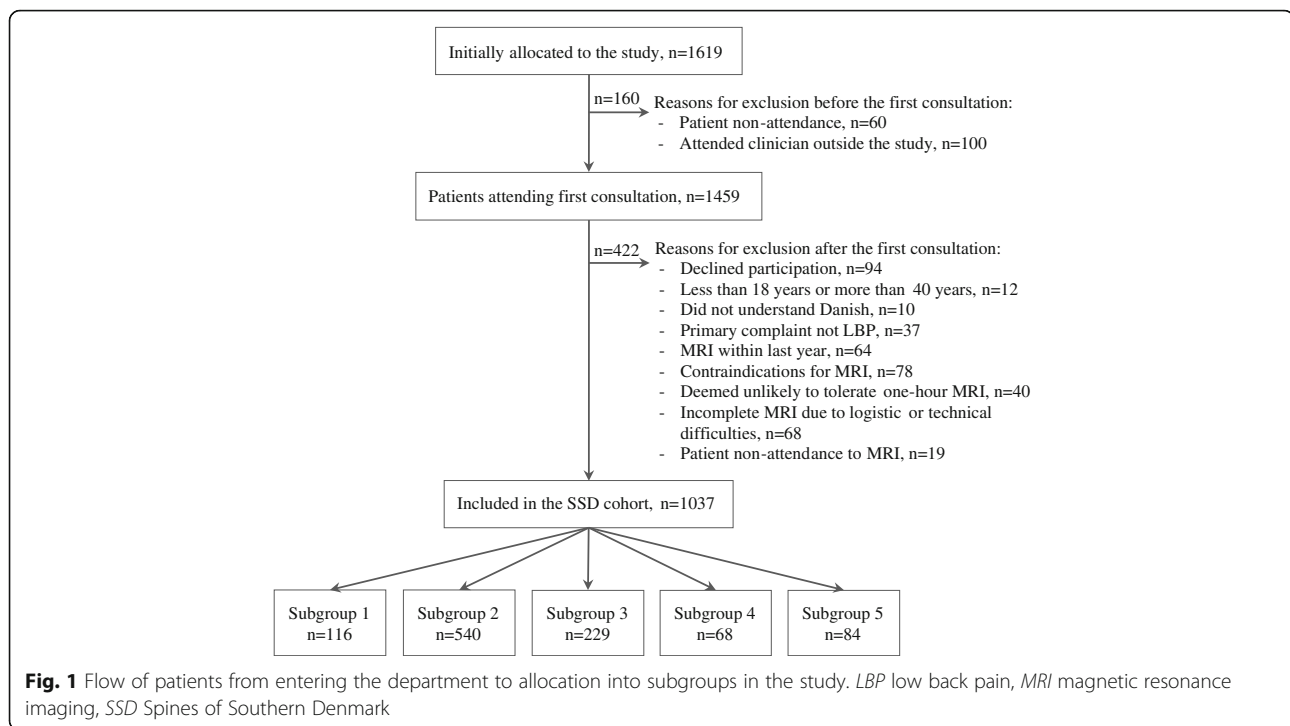 Initially allocated to the study, n=1619
n=160
Reasons for exclusion before the first consultation:
- Patient non-attendance, n=60
- Attended clinician outside the study, n=100
Patients attending first consultation, n=1459
n=422
Reasons for exclusion after the first consultation:
- Declined participation, n=94
- Less than 18 years or more than 40 years, n=12
- Did not understand Danish, n=10
- Primary complaint not LBP, n=37
- MRI within last year, n=64
- Contraindications for MRI, n=78
- Deemed unlikely to tolerate one-hour MRI, n=40
- Incomplete MRI due to logistic or technical
difficulties, n=68
- Patient non-attendance to MRI, n=19
Included in the SSD cohort, n=1037
Subgroup 1
n=116
Subgroup 2
n=540
Subgroup 3
n=229
Subgroup 4
n=68
Subgroup 5
n=84
Fig. 1 Flow of patients from entering the department to allocation into subgroups in the study. LBP low back pain, MRI magnetic resonance
imaging, SSD Spines of Southern Denmark